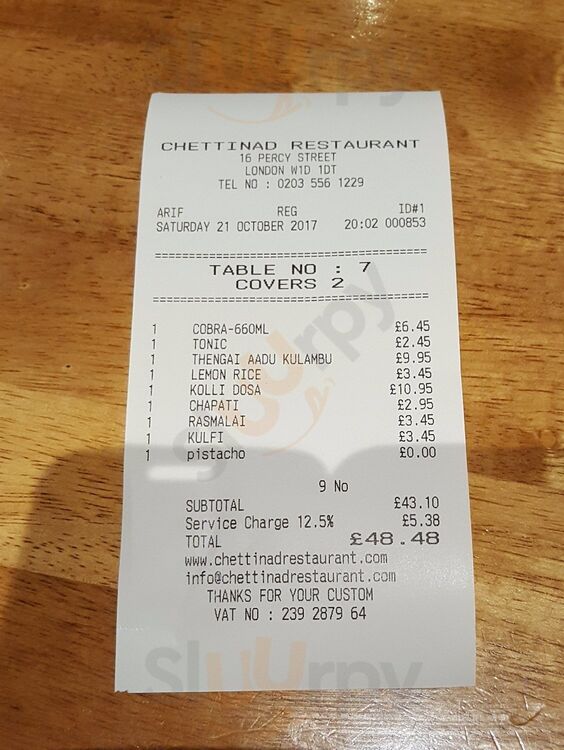 CHETTINAD RESTAURANT
16 PERCY STREET
LONDON W1D 1DT
TEL NO : 0203 556 1229
ARIF REG ID#1
SATURDAY 21 OCTOBER 2017 20:02 000853
TABLE NO : 7
COVERS 2
1 COBRA-660ML £6.45
1 TONIC £2.45
1 THENGAI AADU KULAMBU £9.95
1 LEMON RICE £3.45
1 KOLLI DOSA £10.95
1 CHAPATI £2.95
1 RASMALAI £3.45
1 KULFI £3.45
1 pistacho £0.00
9 No
SUBTOTAL £43.10
Service Charge 12.5% £5.38
TOTAL £48.48
www.chettinadrestaurant.com
info@chettinadrestaurant.com
THANKS FOR YOUR CUSTOM
VAT NO : 239 2879 64
Sluurpy
Sluurpy
Sluurpy